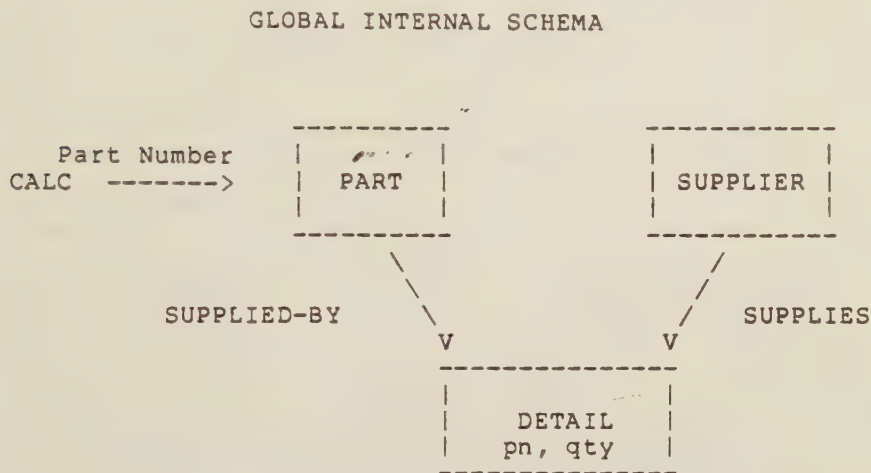 GLOBAL INTERNAL SCHEMA
Part Number
CALC ------->
PART
SUPPLIER
SUPPLIED-BY
SUPPLIES
V
V
DETAIL
pn, qty